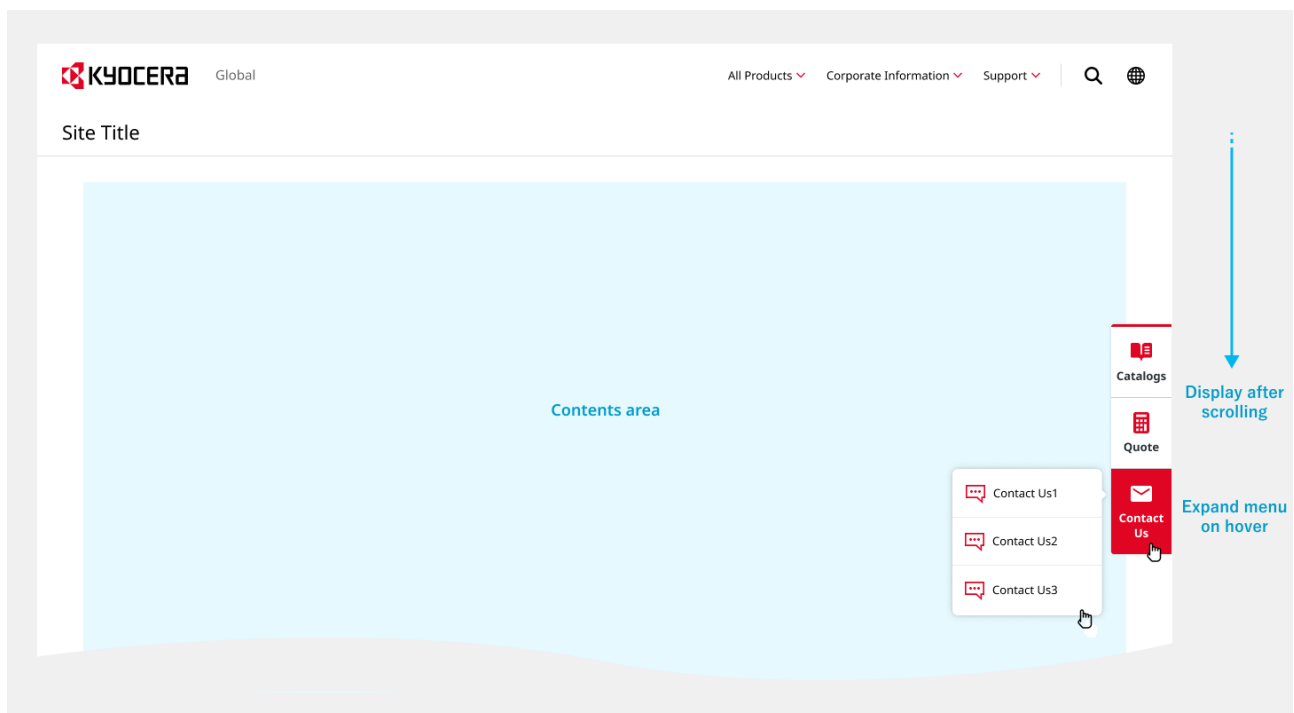 KYOCERA Global All Products Corporate Information Support
Site Title
Contents area
Catalogs
Quote
Contact
Us
Contact Us1
Contact Us2
Contact Us3
Display after
scrolling
Expand menu
on hover